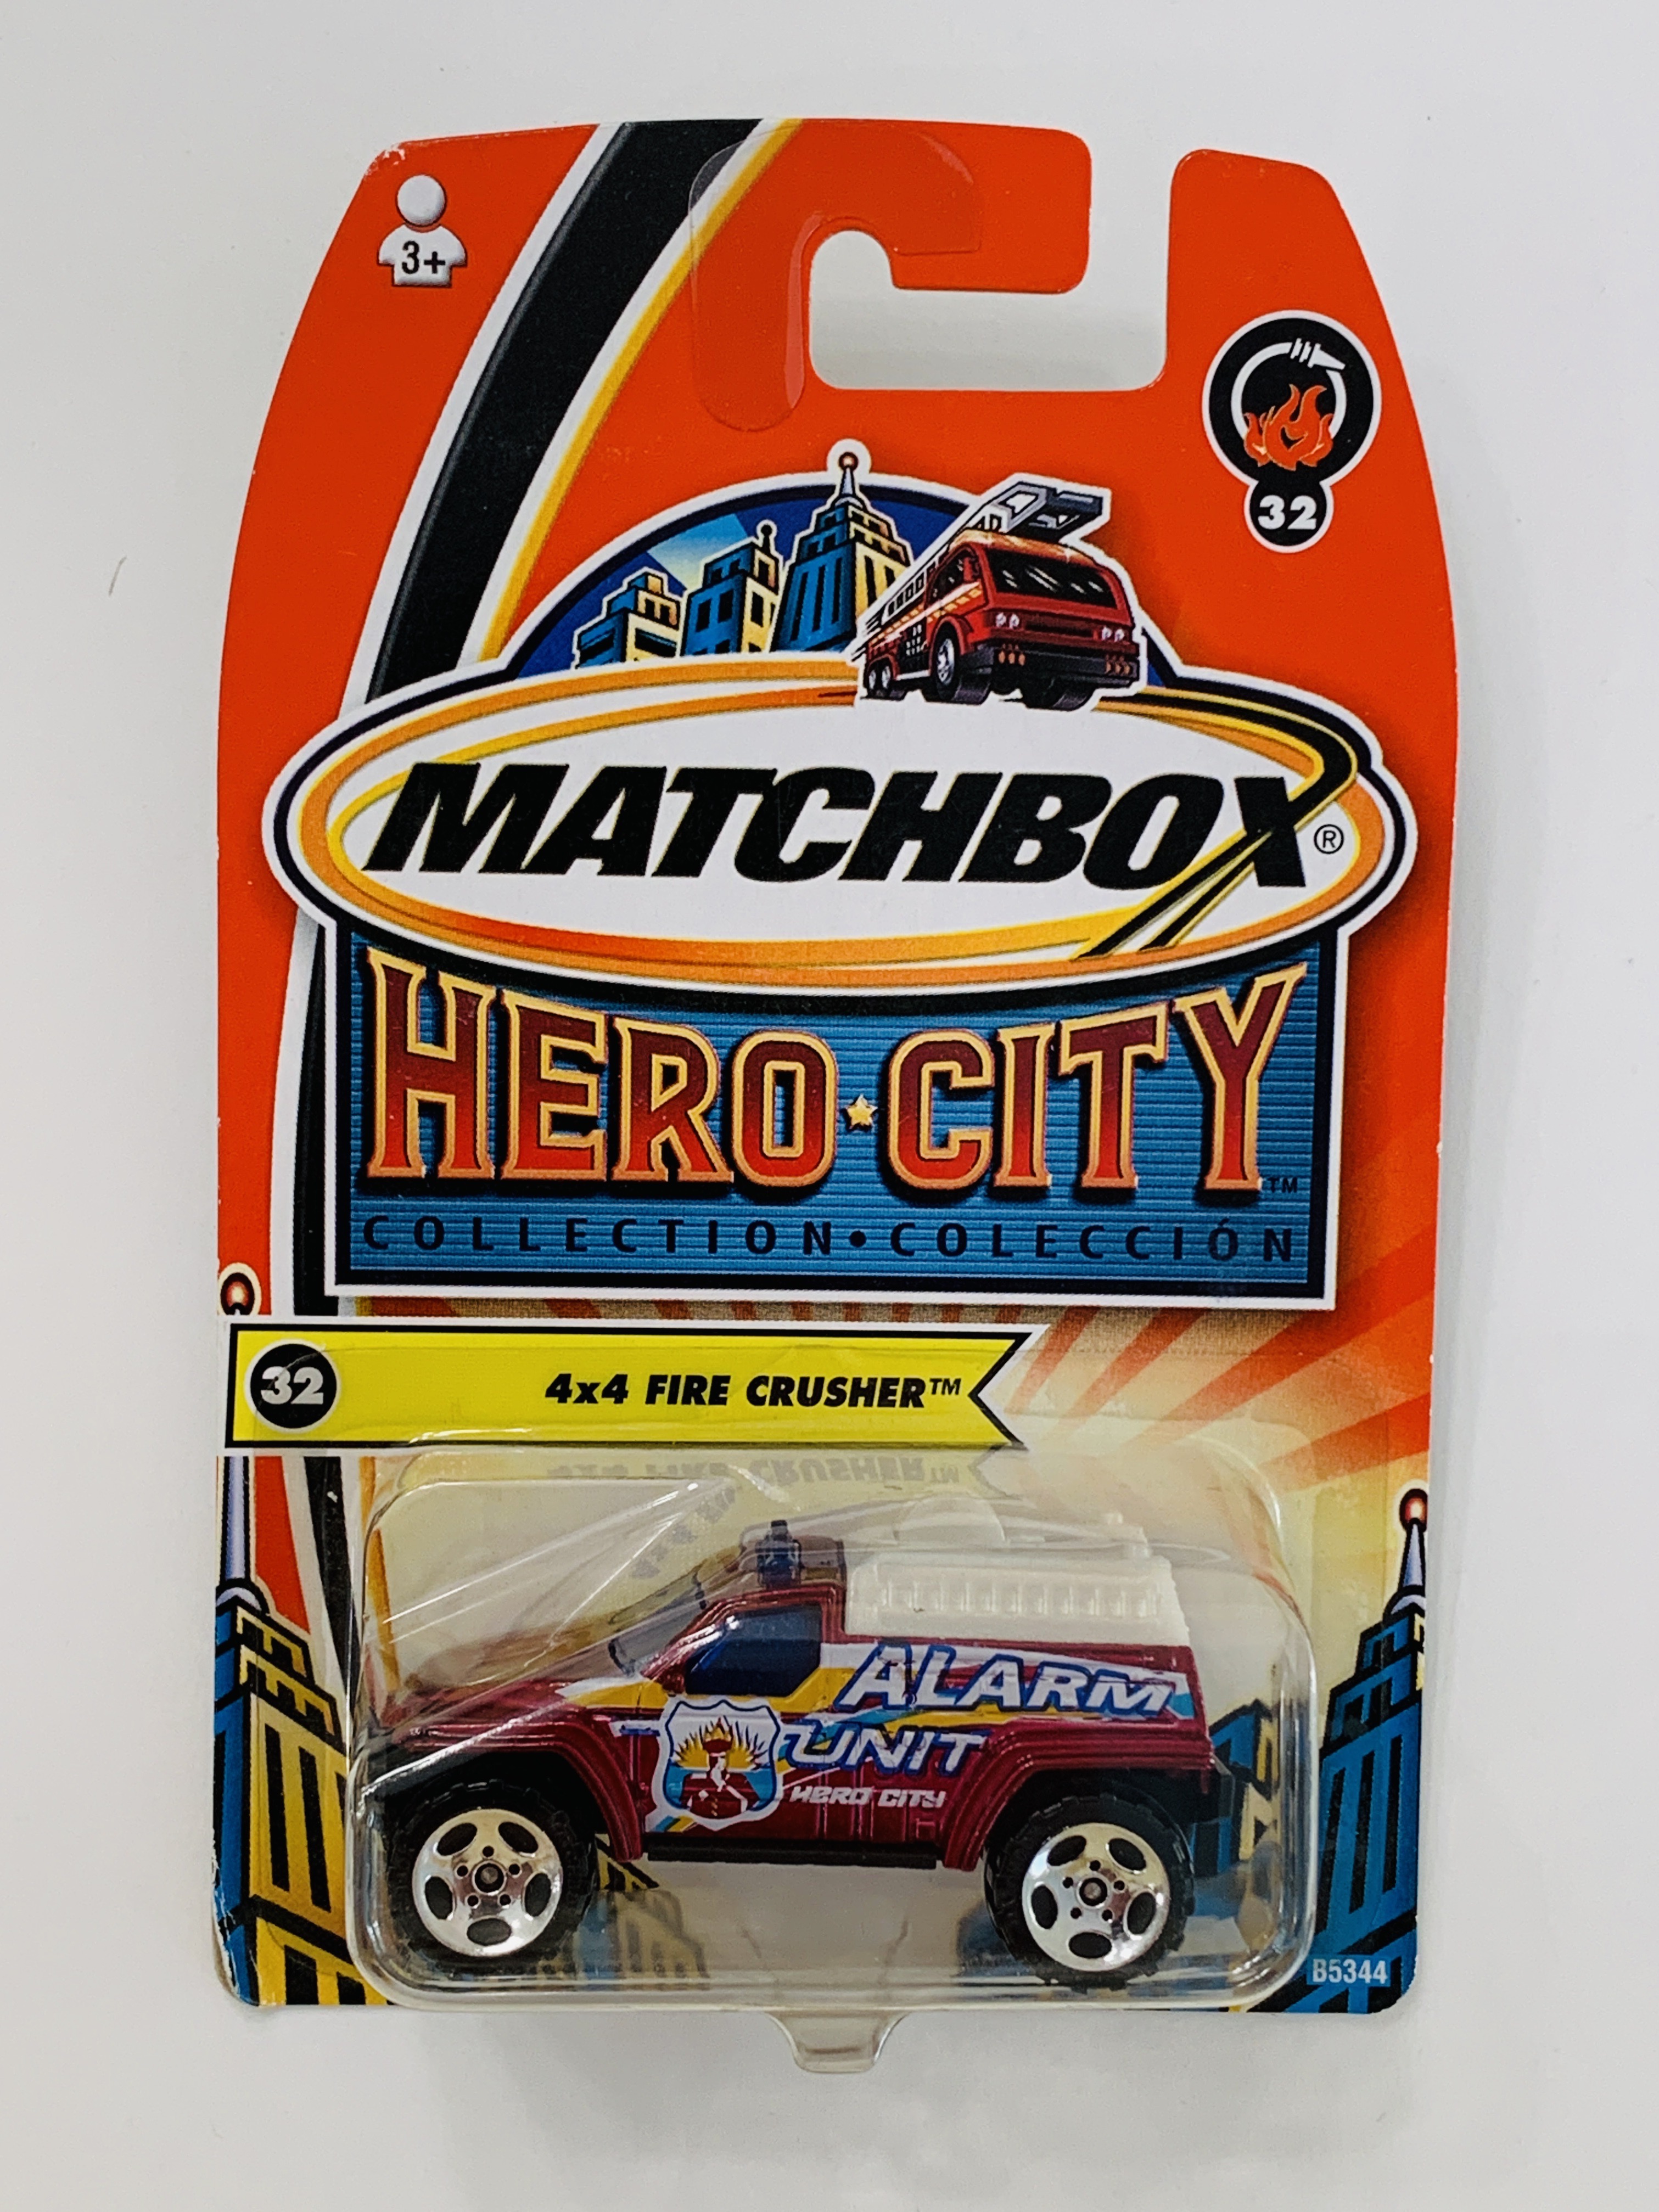 3+
32
MATCHBOX®
HERO★CITY™
COLLECTION • COLECCIÓN
32 4x4 FIRE CRUSHER™
ALARM
UNIT
HERO CITY
B5344